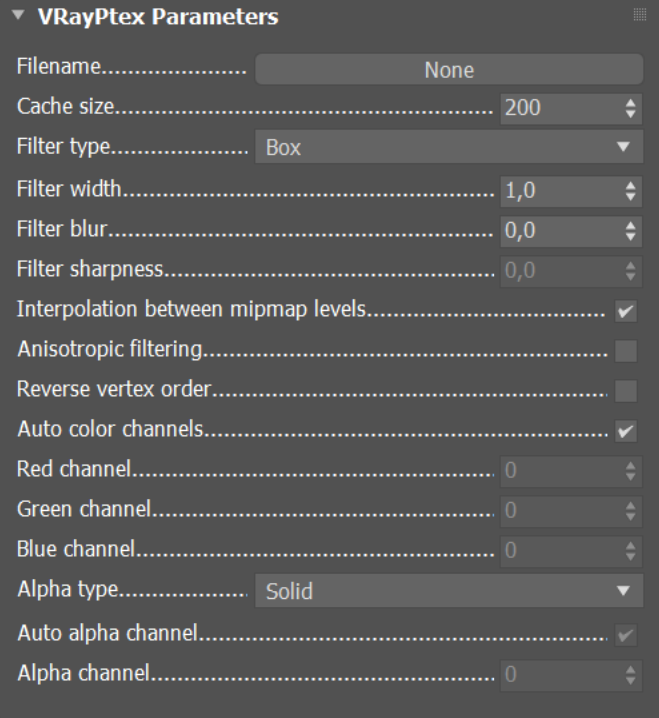 VRayPtex Parameters
Filename..................... None
Cache size....................................................... 200
Filter type.................... Box
Filter width...................................................... 1,0
Filter blur........................................................ 0,0
Filter sharpness................................................ 0,0
Interpolation between mipmap levels..................................
Anisotropic filtering...........................................................
Reverse vertex order.........................................................
Auto color channels...........................................................
Red channel..................................................... 0
Green channel.................................................. 0
Blue channel.................................................... 0
Alpha type................... Solid
Auto alpha channel............................................................
Alpha channel.................................................. 0